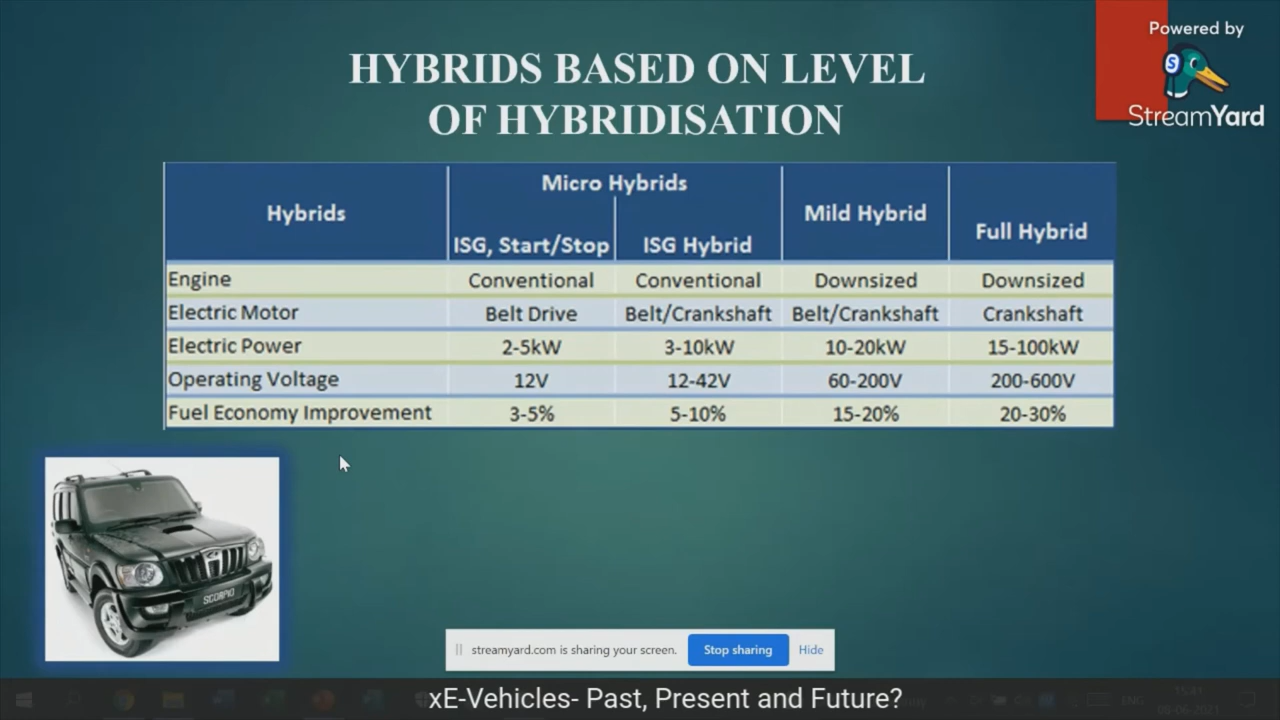 Powered by
StreamYard
HYBRIDS BASED ON LEVEL
OF HYBRIDISATION
Hybrids Micro Hybrids Mild Hybrid Full Hybrid
ISG, Start/Stop ISG Hybrid
Engine Conventional Conventional Downsized Downsized
Electric Motor Belt Drive Belt/Crankshaft Belt/Crankshaft Crankshaft
Electric Power 2-5kW 3-10kW 10-20kW 15-100kW
Operating Voltage 12V 12-42V 60-200V 200-600V
Fuel Economy Improvement 3-5% 5-10% 15-20% 20-30%
SCORPIO
streamyard.com is sharing your screen. Stop sharing Hide
xE-Vehicles- Past, Present and Future?
ENG